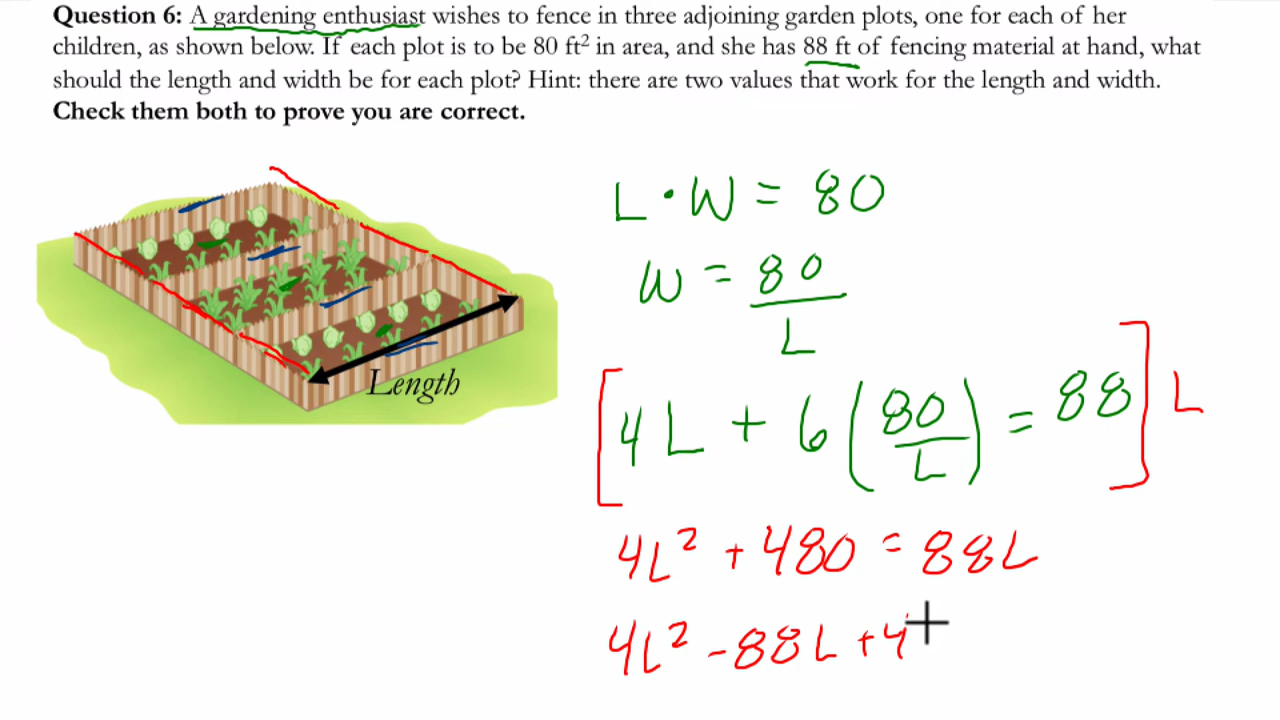 Question 6: A gardening enthusiast wishes to fence in three adjoining garden plots, one for each of her
children, as shown below. If each plot is to be 80 ft² in area, and she has 88 ft of fencing material at hand, what
should the length and width be for each plot? Hint: there are two values that work for the length and width.
Check them both to prove you are correct.
L · W = 80
W = 80/L
Length
[4L + 6(80/L) = 88] L
4L² + 480 = 88L
4L² - 88L + 4